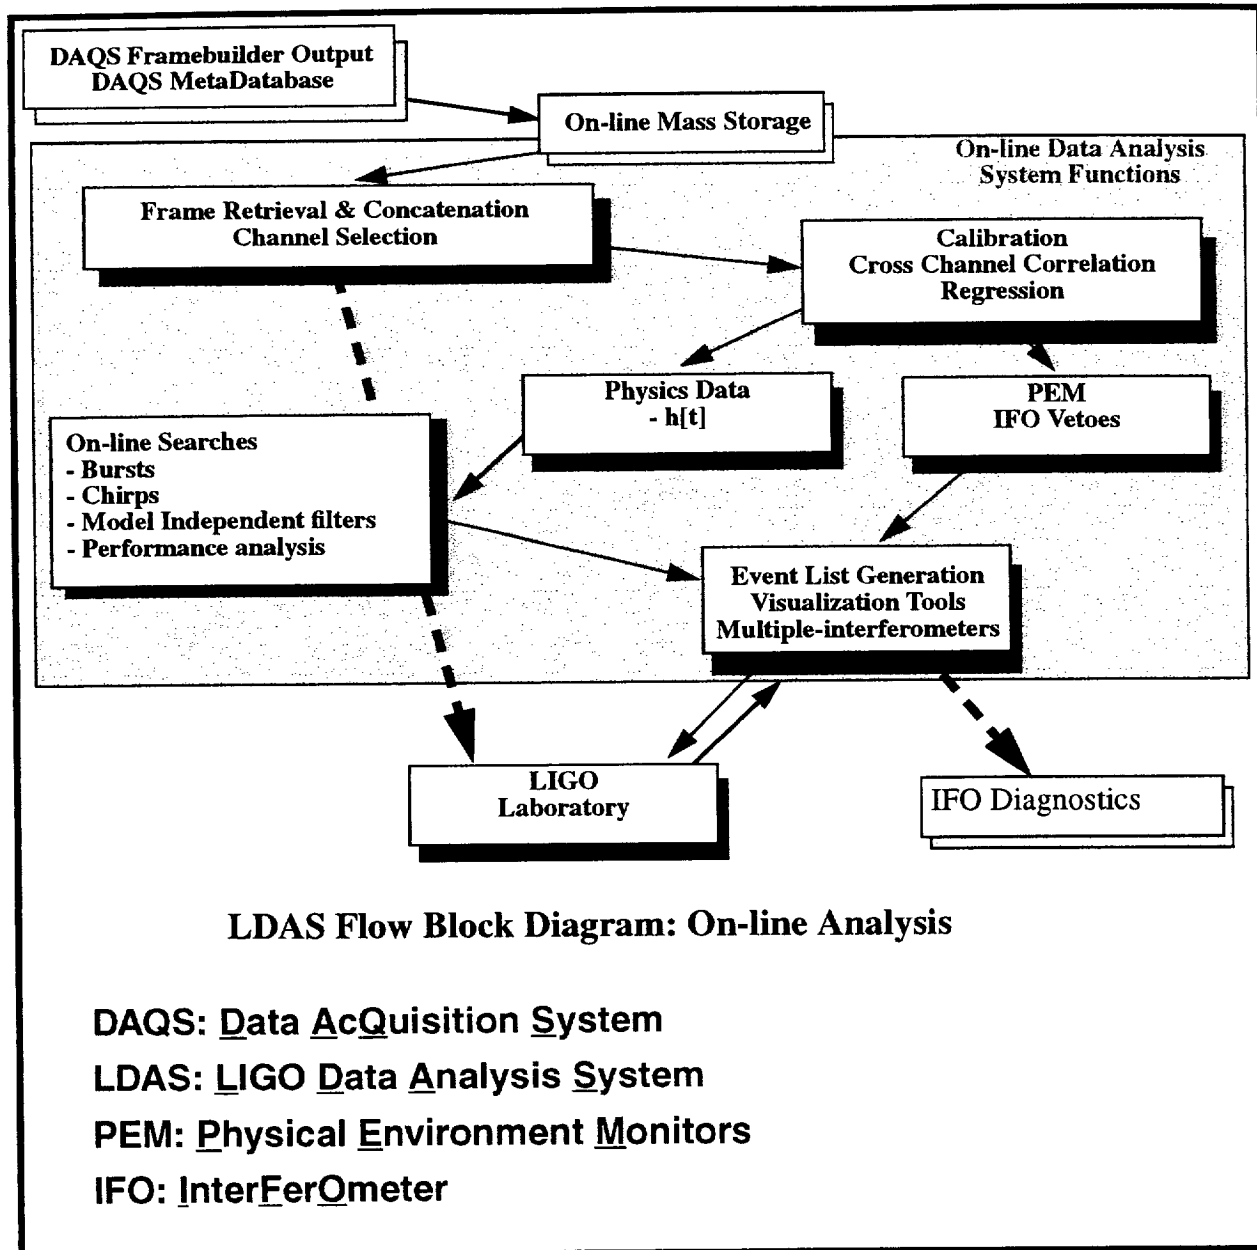 DAQS Framebuilder Output
DAQS MetaDatabase
On-line Mass Storage
On-line Data Analysis
System Functions
Frame Retrieval & Concatenation
Channel Selection
Calibration
Cross Channel Correlation
Regression
Physics Data
- h[t]
PEM
IFO Vetoes
On-line Searches
- Bursts
- Chirps
- Model Independent filters
- Performance analysis
Event List Generation
Visualization Tools
Multiple-interferometers
LIGO
Laboratory
IFO Diagnostics
LDAS Flow Block Diagram: On-line Analysis
DAQS: Data AcQuisition System
LDAS: LIGO Data Analysis System
PEM: Physical Environment Monitors
IFO: InterFerOmeter